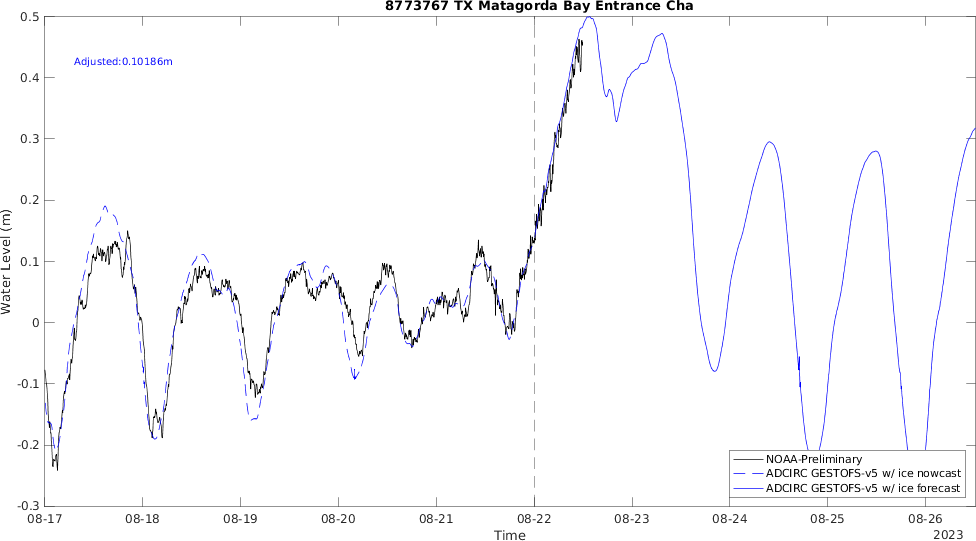 8773767 TX Matagorda Bay Entrance Cha
Adjusted:0.10186m
0.5
0.4
0.3
0.2
0.1
0
-0.1
-0.2
-0.3
Water Level (m)
NOAA-Preliminary
ADCIRC GESTOFS-v5 w/ ice nowcast
ADCIRC GESTOFS-v5 w/ ice forecast
08-17 08-18 08-19 08-20 08-21 08-22 08-23 08-24 08-25 08-26
Time
2023